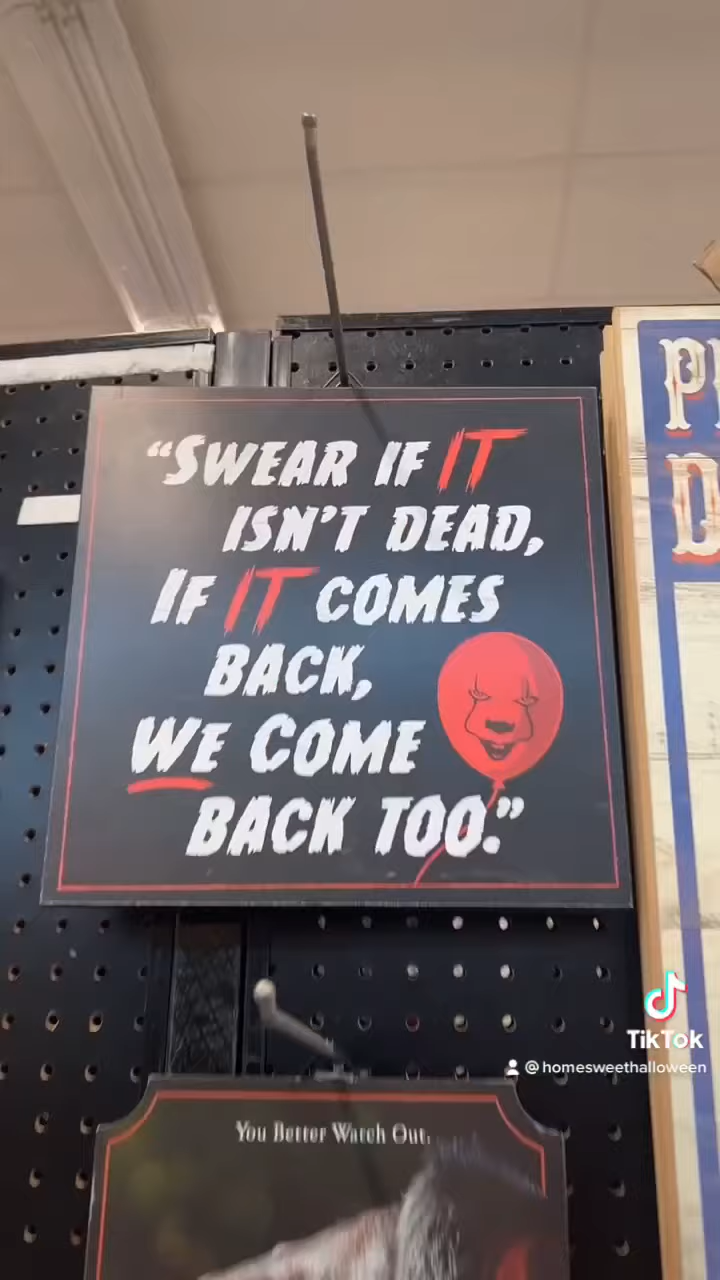 “SWEAR IF IT
ISN’T DEAD,
IF IT COMES
BACK,
WE COME
BACK TOO.”
You Better Watch Out.
TikTok
@homesweethalloween